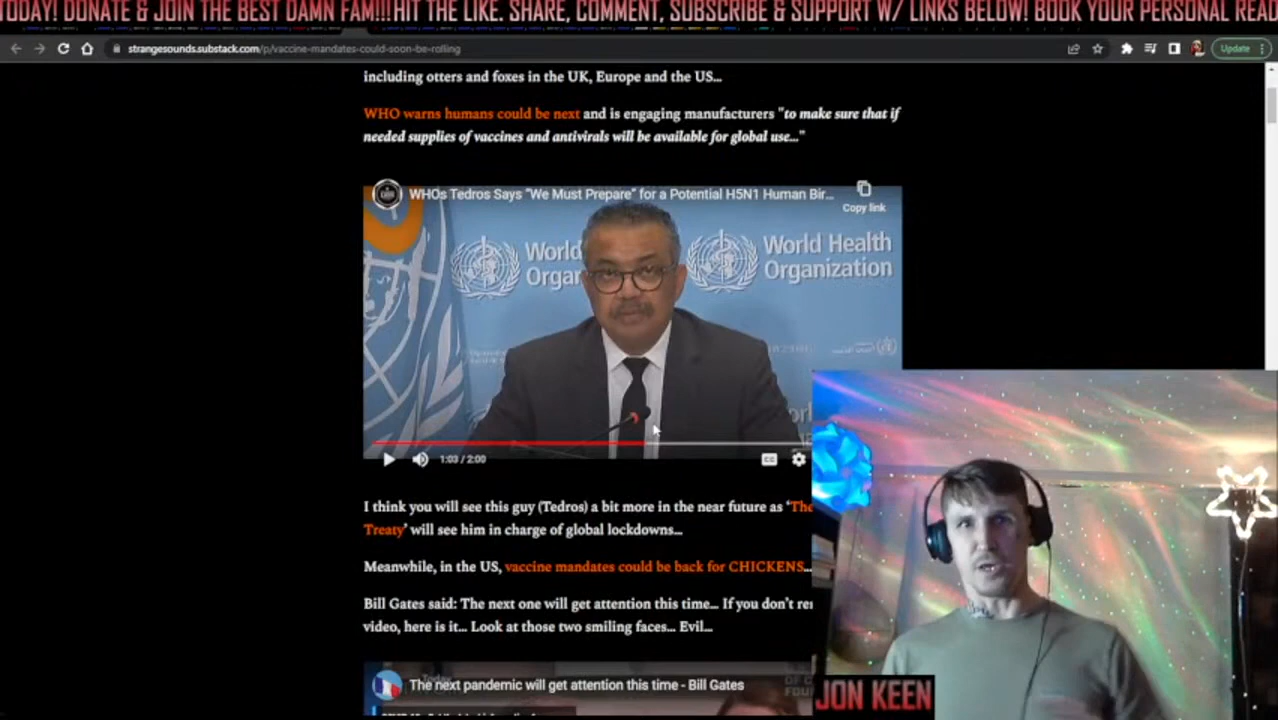 TODAY! DONATE & JOIN THE BEST DAMN FAM!!! HIT THE LIKE. SHARE, COMMENT, SUBSCRIBE & SUPPORT W/ LINKS BELOW! BOOK YOUR PERSONAL READ
strangesounds.substack.com/p/vaccine-mandates-could-soon-be-rolling
Update
including otters and foxes in the UK, Europe and the US...
WHO warns humans could be next and is engaging manufacturers "to make sure that if
needed supplies of vaccines and antivirals will be available for global use..."
WHOs Tedros Says "We Must Prepare" for a Potential H5N1 Human Bir...
Copy link
World
Organ
World Health
Organization
1:03 / 2:00
CC
I think you will see this guy (Tedros) a bit more in the near future as 'The
Treaty' will see him in charge of global lockdowns...
Meanwhile, in the US, vaccine mandates could be back for CHICKENS...
Bill Gates said: The next one will get attention this time... If you don't re
video, here is it... Look at those two smiling faces... Evil...
Today
The next pandemic will get attention this time - Bill Gates
JON KEEN